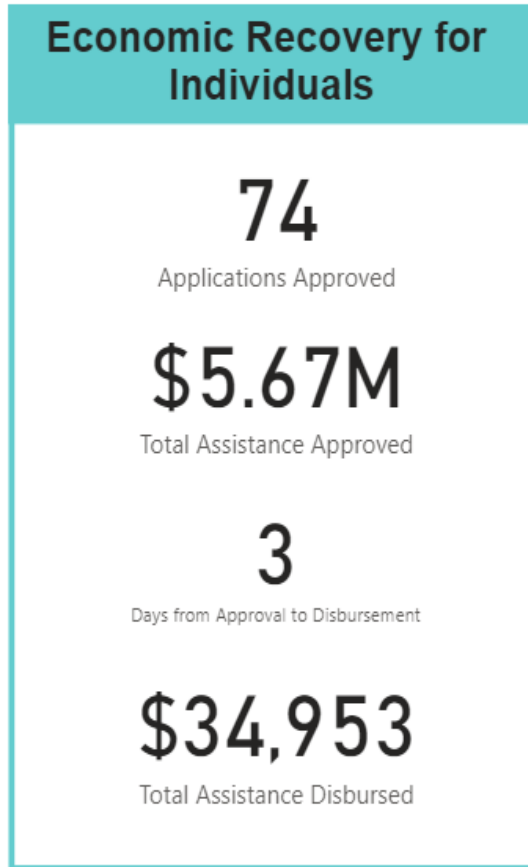 Economic Recovery for
Individuals
74
Applications Approved
$5.67M
Total Assistance Approved
3
Days from Approval to Disbursement
$34,953
Total Assistance Disbursed